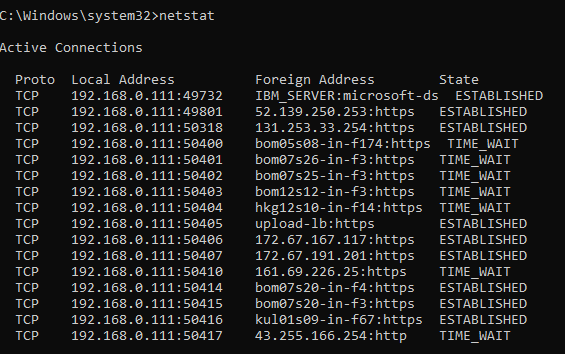 C:\Windows\system32>netstat
Active Connections
Proto Local Address Foreign Address State
TCP 192.168.0.111:49732 IBM_SERVER:microsoft-ds ESTABLISHED
TCP 192.168.0.111:49801 52.139.250.253:https ESTABLISHED
TCP 192.168.0.111:50318 131.253.33.254:https ESTABLISHED
TCP 192.168.0.111:50400 bom05s08-in-f174:https TIME_WAIT
TCP 192.168.0.111:50401 bom07s26-in-f3:https TIME_WAIT
TCP 192.168.0.111:50402 bom07s25-in-f3:https TIME_WAIT
TCP 192.168.0.111:50403 bom12s12-in-f3:https TIME_WAIT
TCP 192.168.0.111:50404 hkg12s10-in-f14:https TIME_WAIT
TCP 192.168.0.111:50405 upload-lb:https ESTABLISHED
TCP 192.168.0.111:50406 172.67.167.117:https ESTABLISHED
TCP 192.168.0.111:50407 172.67.191.201:https ESTABLISHED
TCP 192.168.0.111:50410 161.69.226.25:https TIME_WAIT
TCP 192.168.0.111:50414 bom07s20-in-f4:https ESTABLISHED
TCP 192.168.0.111:50415 bom07s20-in-f3:https ESTABLISHED
TCP 192.168.0.111:50416 kul01s09-in-f67:https ESTABLISHED
TCP 192.168.0.111:50417 43.255.166.254:http TIME_WAIT